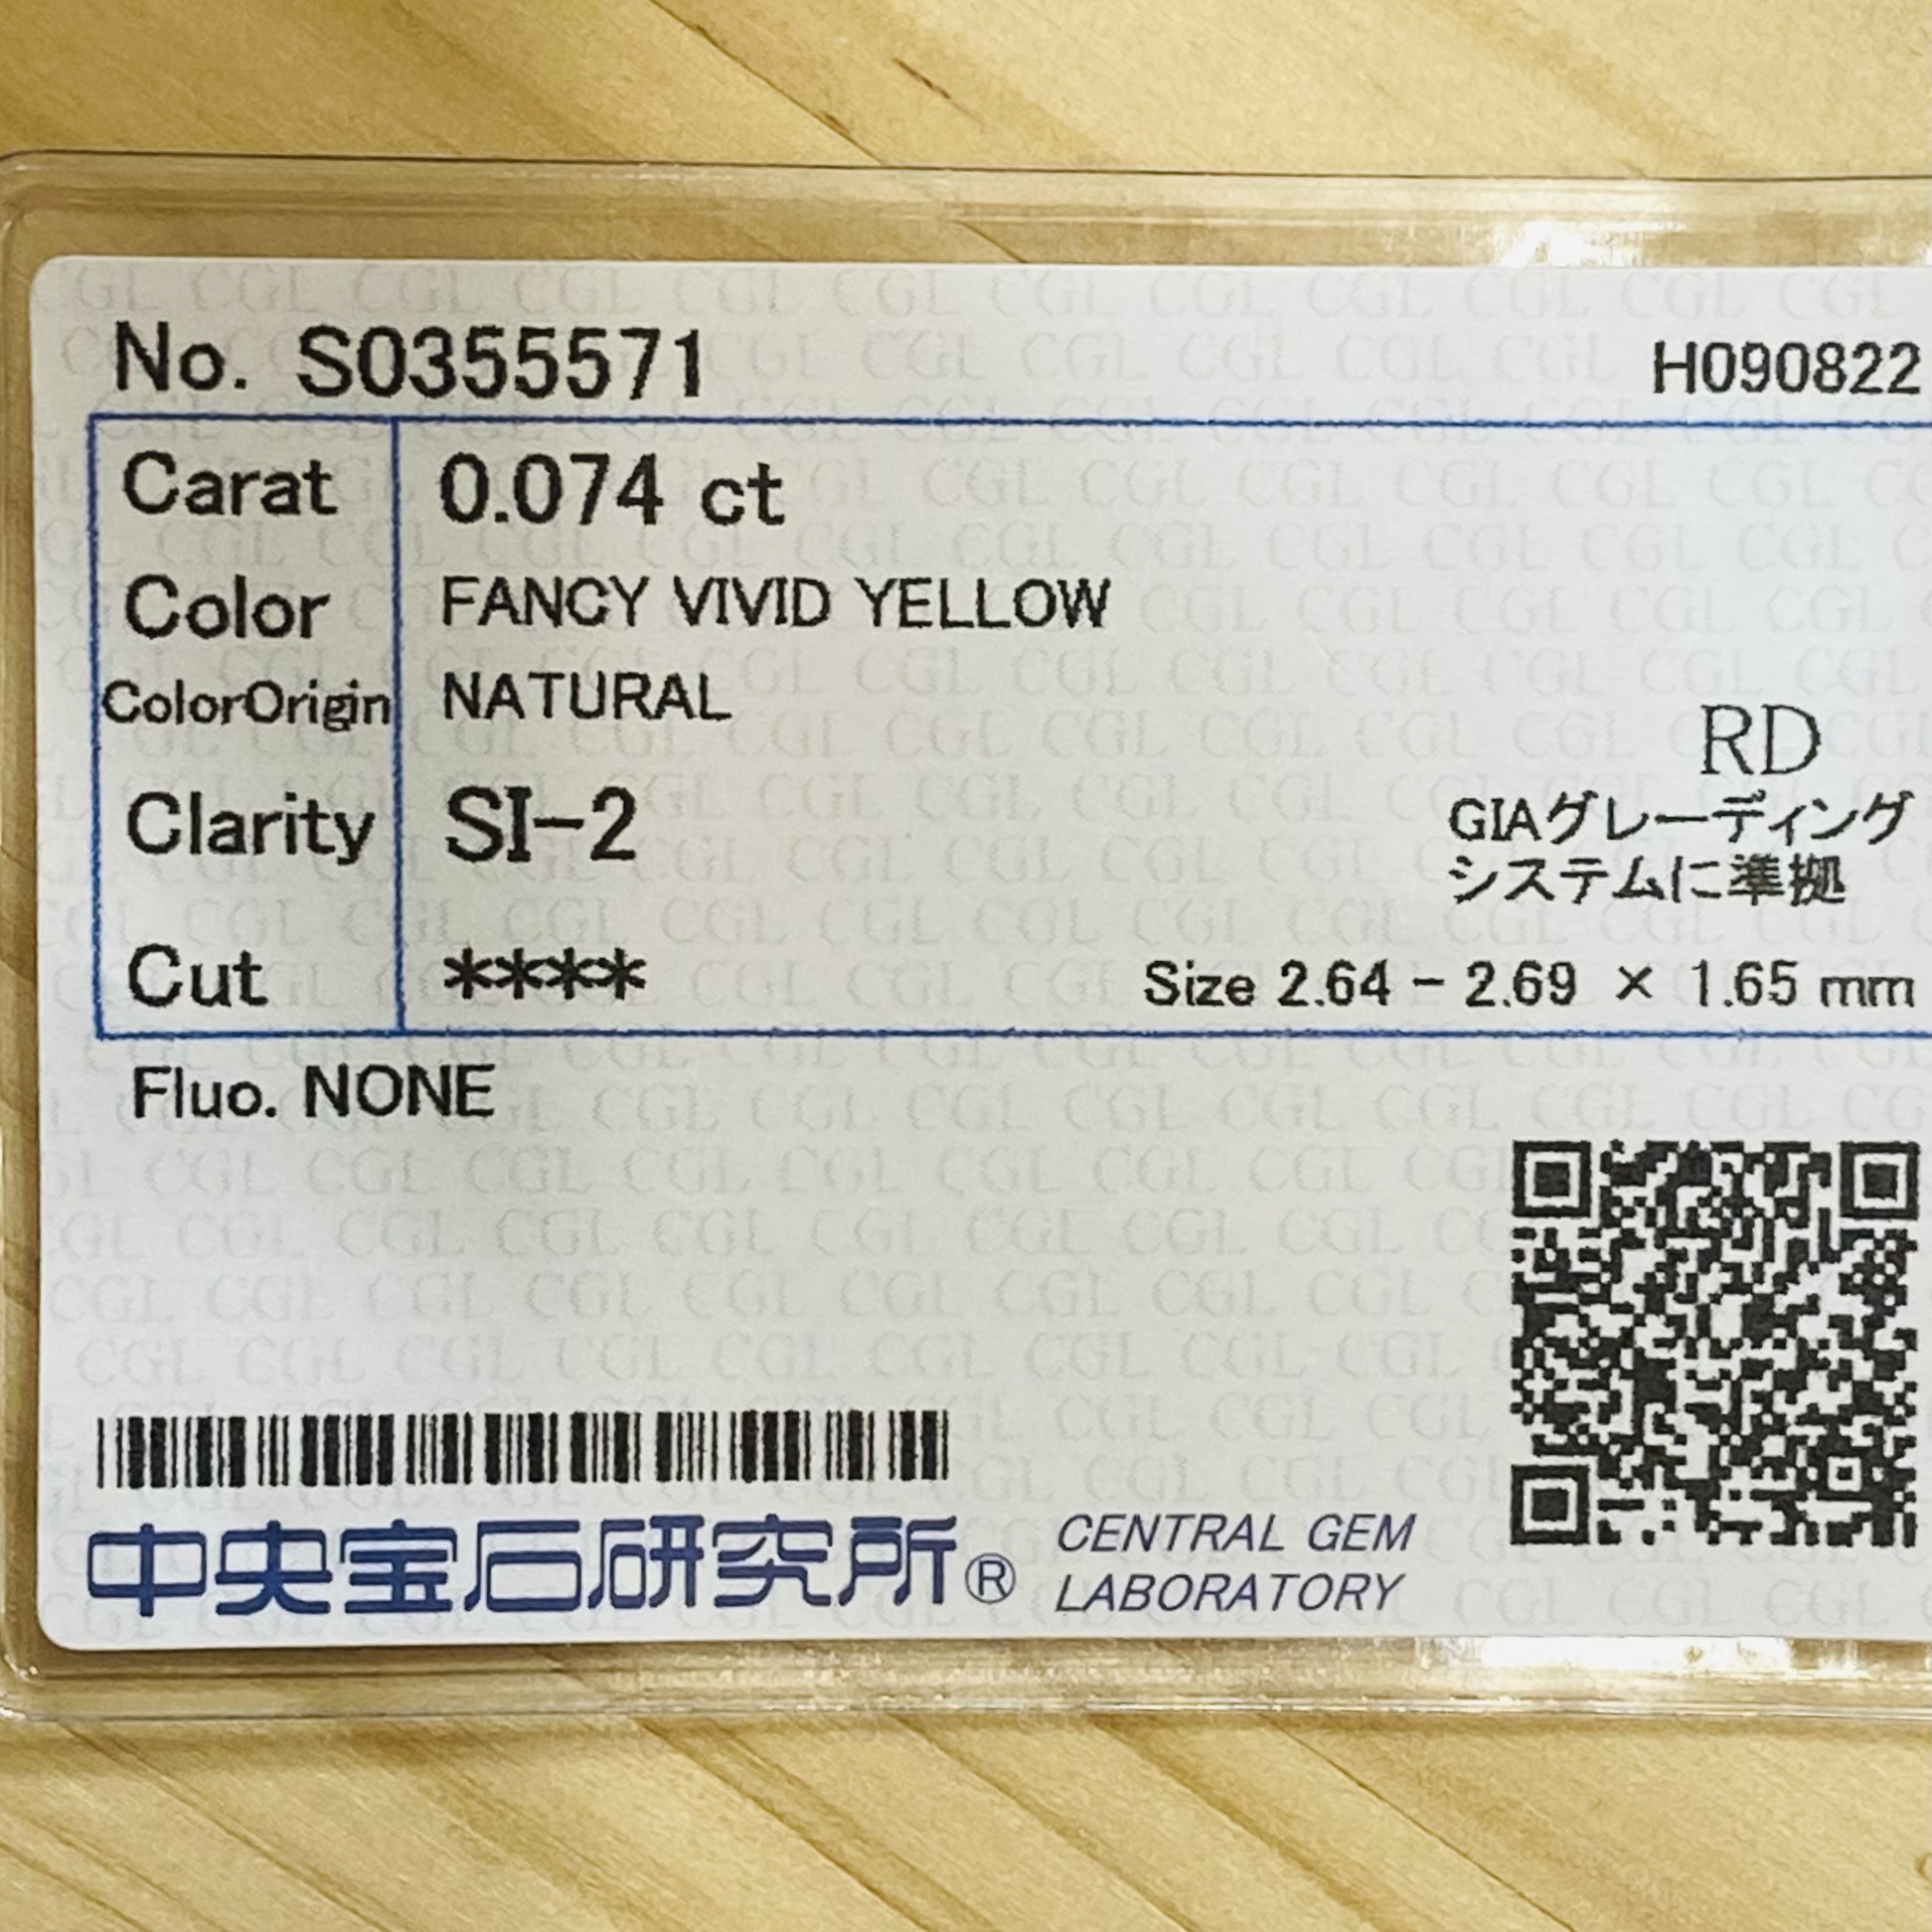 No. S0355571
H090822
Carat 0.074 ct
Color FANCY VIVID YELLOW
ColorOrigin NATURAL
RD
Clarity SI-2
GIAグレーディング
システムに準拠
Cut ****
Size 2.64 - 2.69 × 1.65 mm
Fluo. NONE
中央宝石研究所®
CENTRAL GEM
LABORATORY